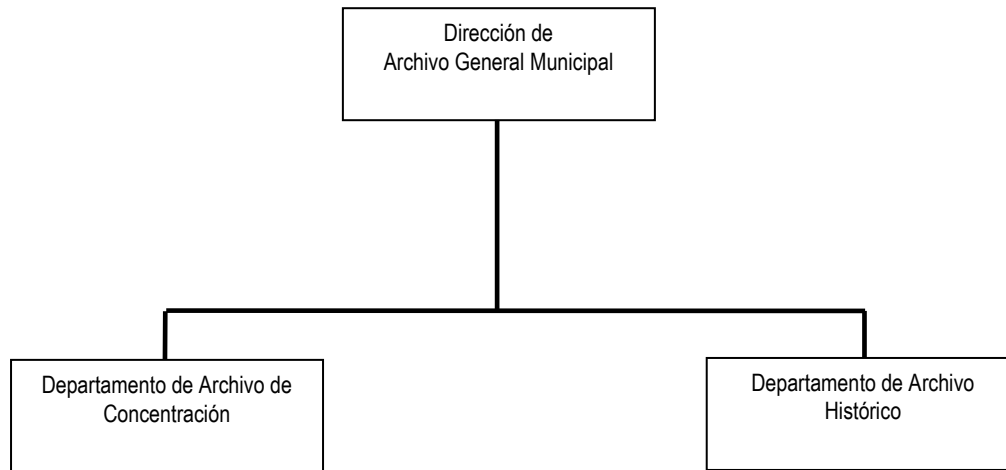 Dirección de
Archivo General Municipal
Departamento de Archivo de
Concentración
Departamento de Archivo
Histórico